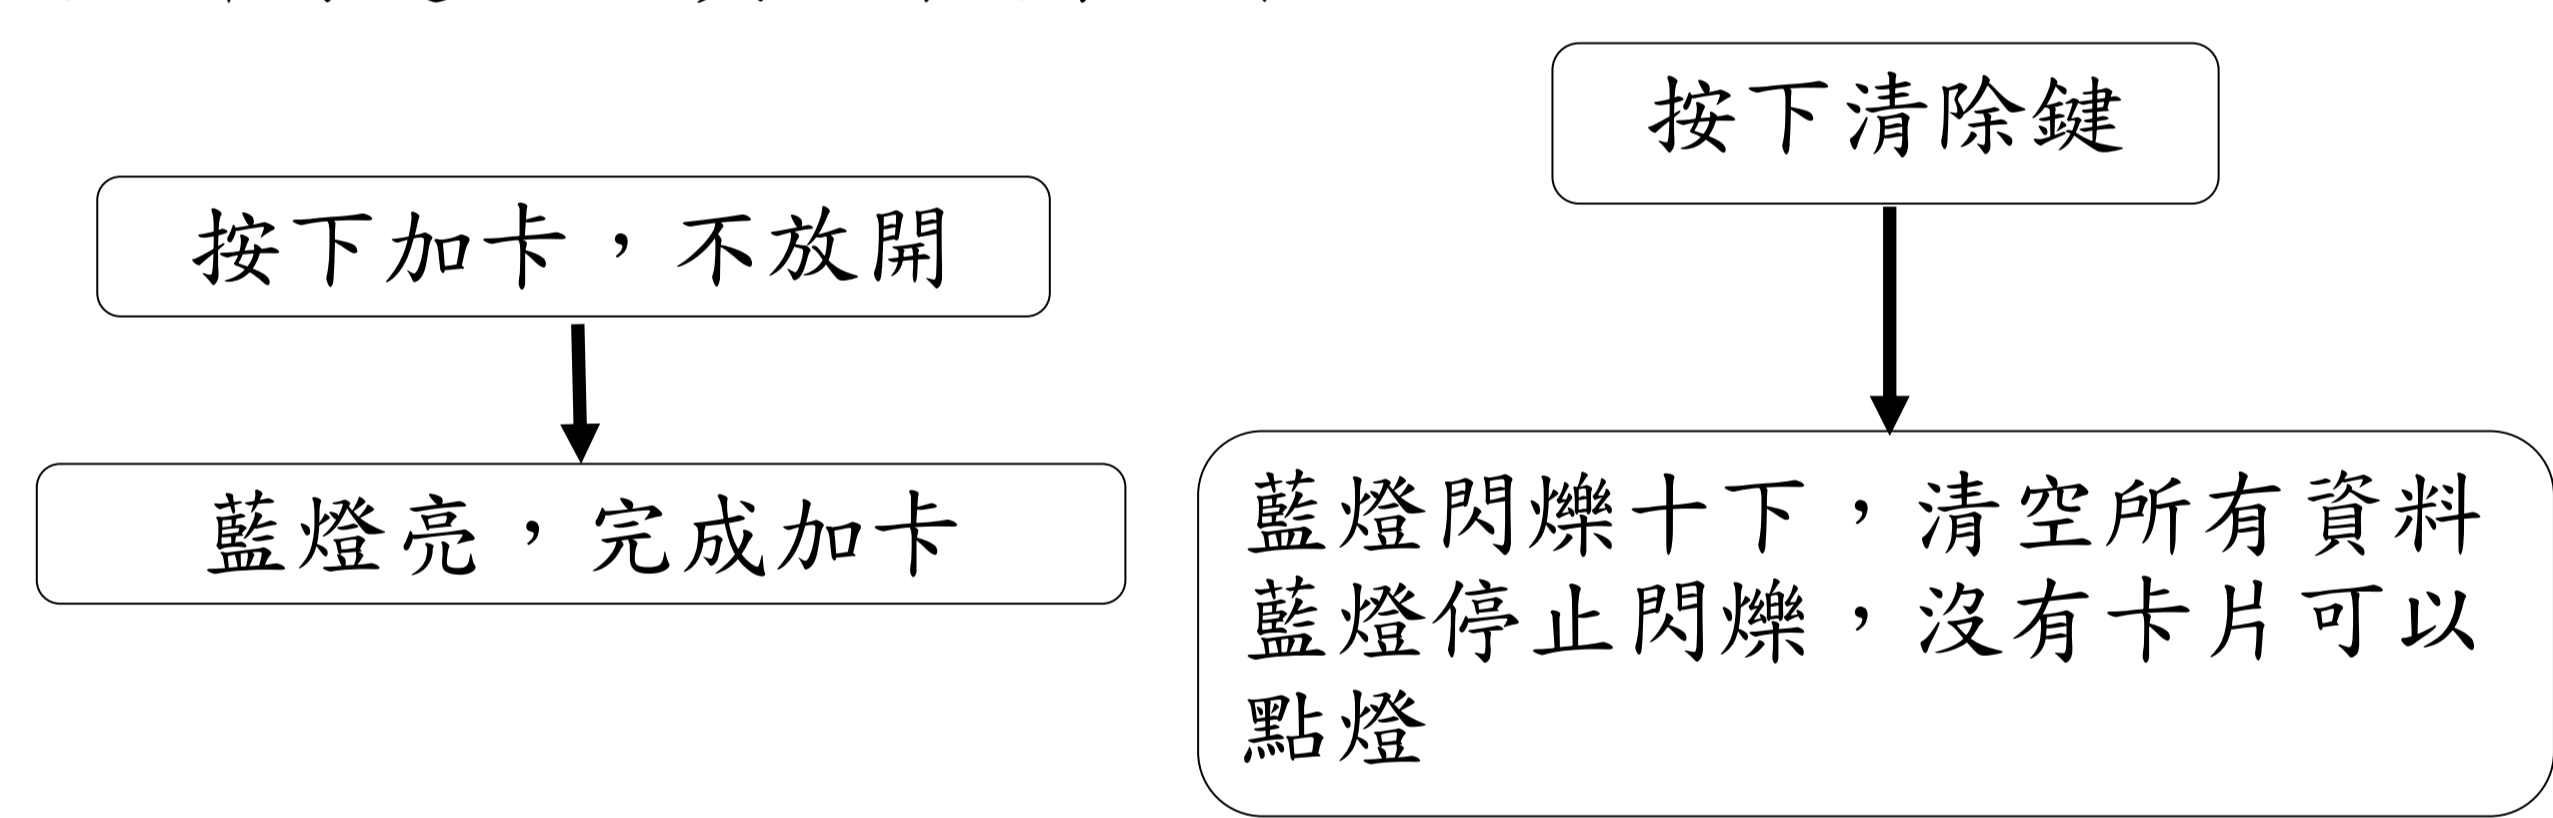 按下加卡，不放開
藍燈亮，完成加卡
按下清除鍵
藍燈閃爍十下，清空所有資料
藍燈停止閃爍，沒有卡片可以
點燈